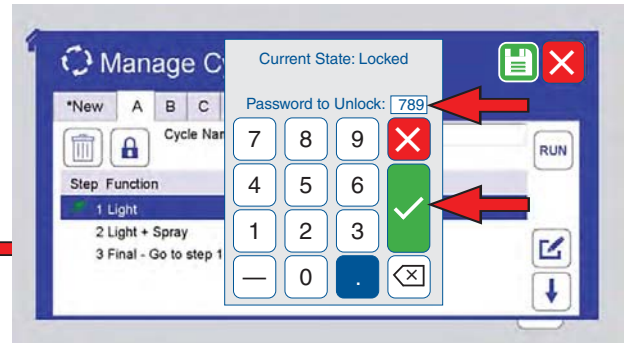 Manage C
Current State: Locked
*New A B C
Password to Unlock: 789
Cycle Nar
7 8 9
RUN
Step Function
4 5 6
1 Light
2 Light + Spray
1 2 3
3 Final - Go to step 1
— 0 .